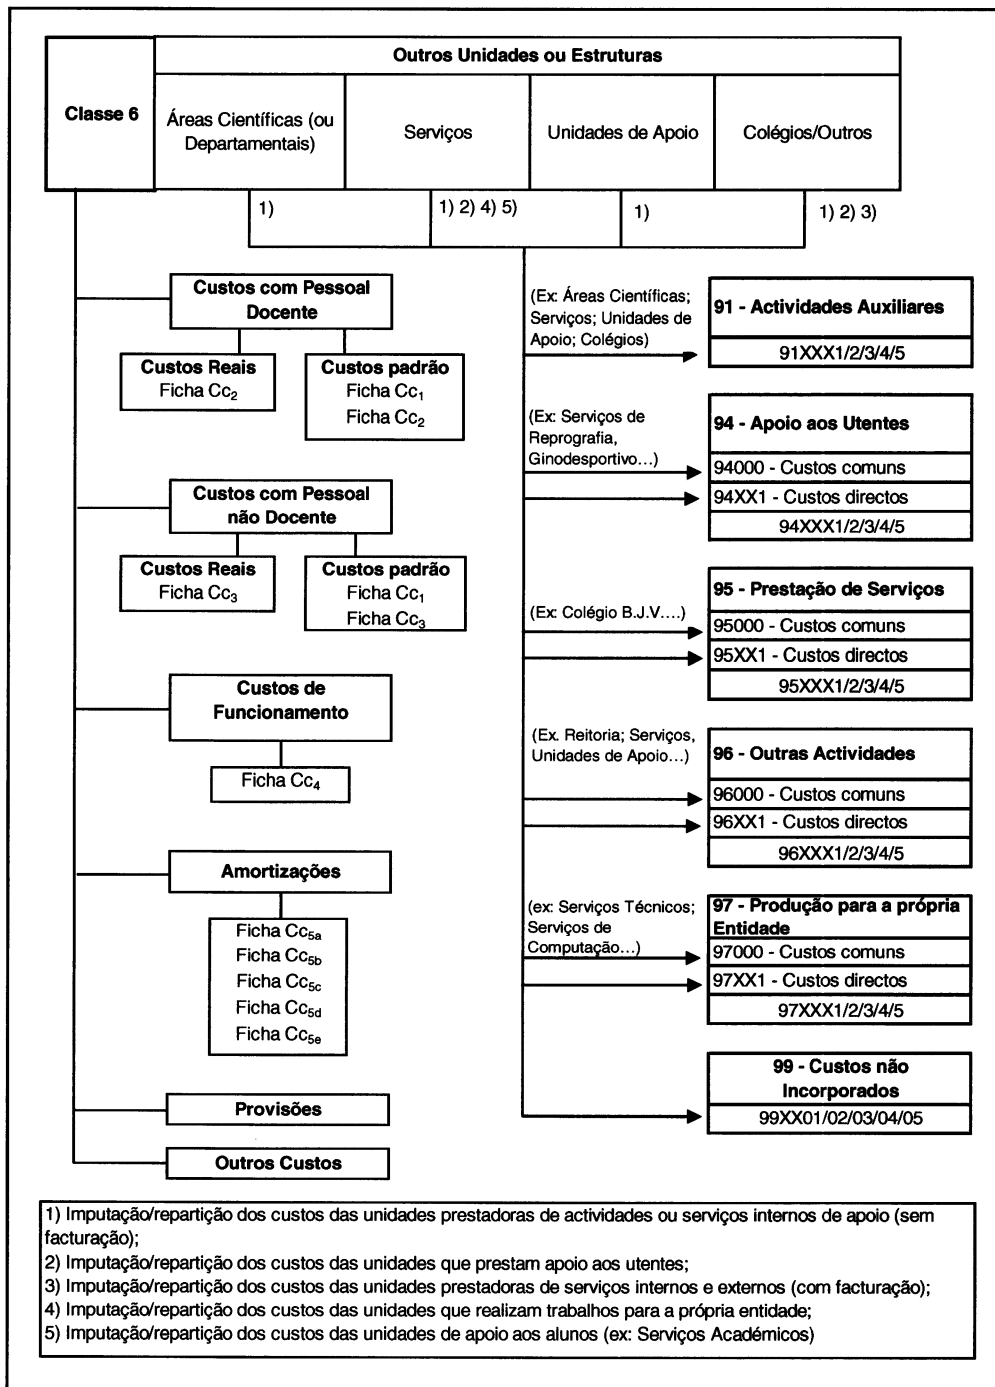 Outros Unidades ou Estruturas
Classe 6
Áreas Científicas (ou
Departamentais)
Serviços
Unidades de Apoio
Colégios/Outros
1)
1) 2) 4) 5)
1)
1) 2) 3)
Custos com Pessoal
Docente
Custos Reais
Ficha Cc2
Custos padrão
Ficha Cc1
Ficha Cc2
Custos com Pessoal
não Docente
Custos Reais
Ficha Cc3
Custos padrão
Ficha Cc1
Ficha Cc3
Custos de
Funcionamento
Ficha Cc4
Amortizações
Ficha Cc5a
Ficha Cc5b
Ficha Cc5c
Ficha Cc5d
Ficha Cc5e
Provisões
Outros Custos
(Ex: Áreas Científicas;
Serviços; Unidades de
Apoio; Colégios)
91 - Actividades Auxiliares
91XXX1/2/3/4/5
(Ex: Serviços de
Reprografia,
Ginodesportivo...)
94 - Apoio aos Utentes
94000 - Custos comuns
94XX1 - Custos directos
94XXX1/2/3/4/5
(Ex: Colégio B.J.V....)
95 - Prestação de Serviços
95000 - Custos comuns
95XX1 - Custos directos
95XXX1/2/3/4/5
(Ex. Reitoria; Serviços,
Unidades de Apoio...)
96 - Outras Actividades
96000 - Custos comuns
96XX1 - Custos directos
96XXX1/2/3/4/5
(ex: Serviços Técnicos;
Serviços de
Computação...)
97 - Produção para a própria
Entidade
97000 - Custos comuns
97XX1 - Custos directos
97XXX1/2/3/4/5
99 - Custos não
Incorporados
99XX01/02/03/04/05
1) Imputação/repartição dos custos das unidades prestadoras de actividades ou serviços internos de apoio (sem
facturação);
2) Imputação/repartição dos custos das unidades que prestam apoio aos utentes;
3) Imputação/repartição dos custos das unidades prestadoras de serviços internos e externos (com facturação);
4) Imputação/repartição dos custos das unidades que realizam trabalhos para a própria entidade;
5) Imputação/repartição dos custos das unidades de apoio aos alunos (ex: Serviços Académicos)